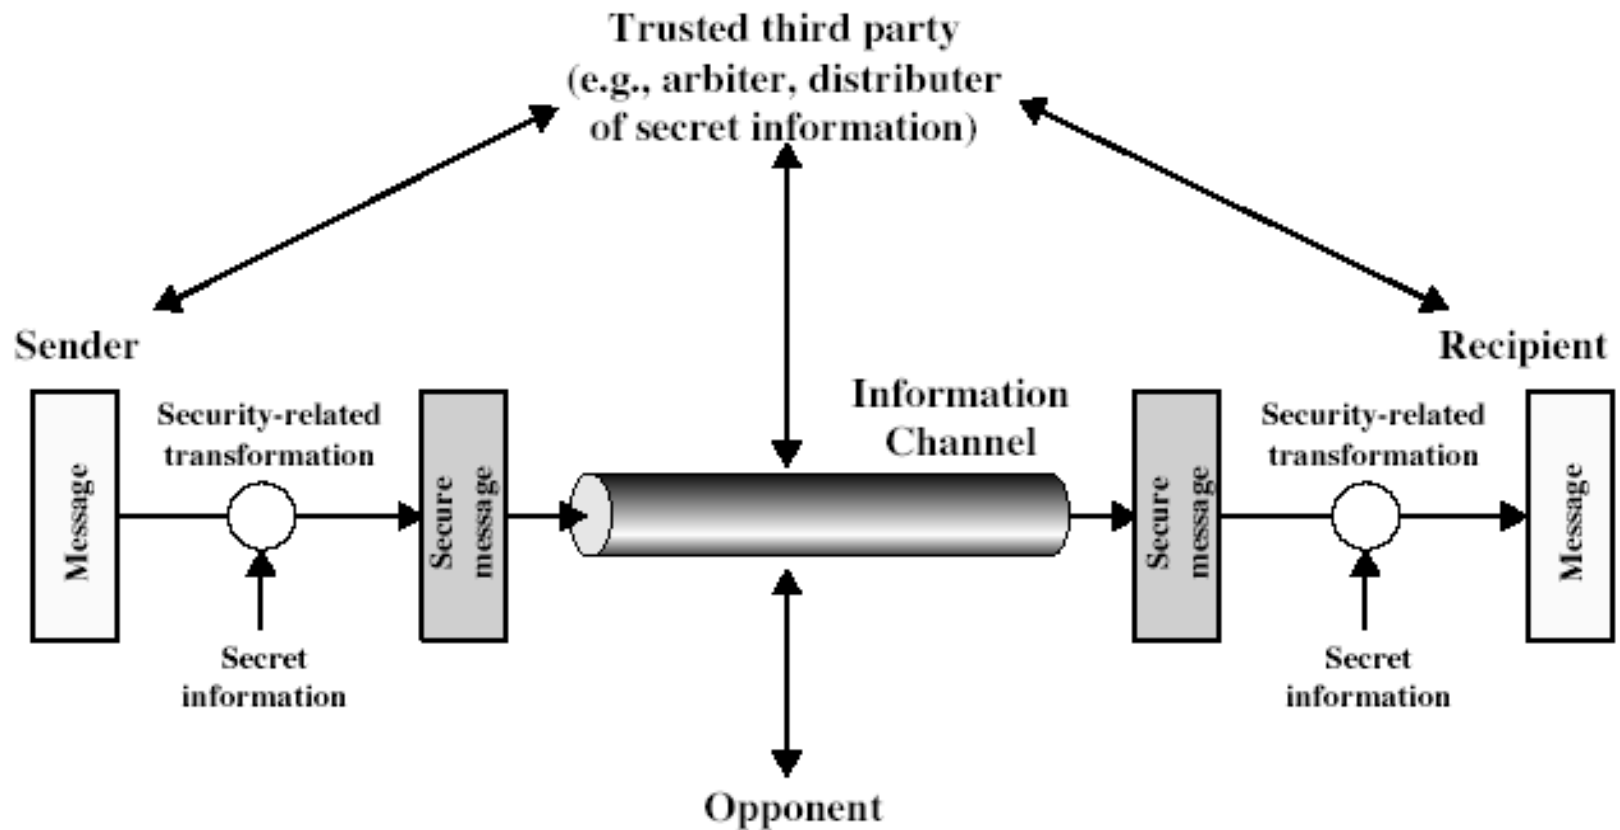 Trusted third party
(e.g., arbiter, distributer
of secret information)
Sender
Recipient
Message
Security-related
transformation
Secret
information
Secure
message
Information
Channel
Secure
message
Security-related
transformation
Secret
information
Message
Opponent